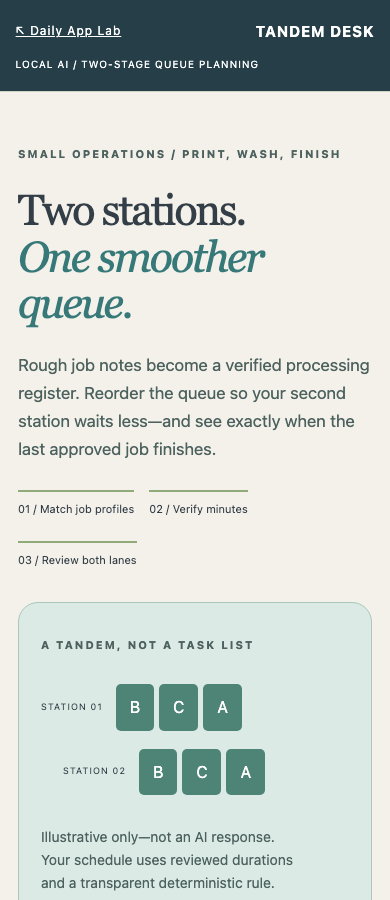 ↖ Daily App Lab
TANDEM DESK
LOCAL AI / TWO-STAGE QUEUE PLANNING
SMALL OPERATIONS / PRINT, WASH, FINISH
Two stations.
One smoother
queue.
Rough job notes become a verified processing
register. Reorder the queue so your second
station waits less—and see exactly when the
last approved job finishes.
01 / Match job profiles
02 / Verify minutes
03 / Review both lanes
A TANDEM, NOT A TASK LIST
STATION 01 B C A
STATION 02 B C A
Illustrative only—not an AI response.
Your schedule uses reviewed durations
and a transparent deterministic rule.